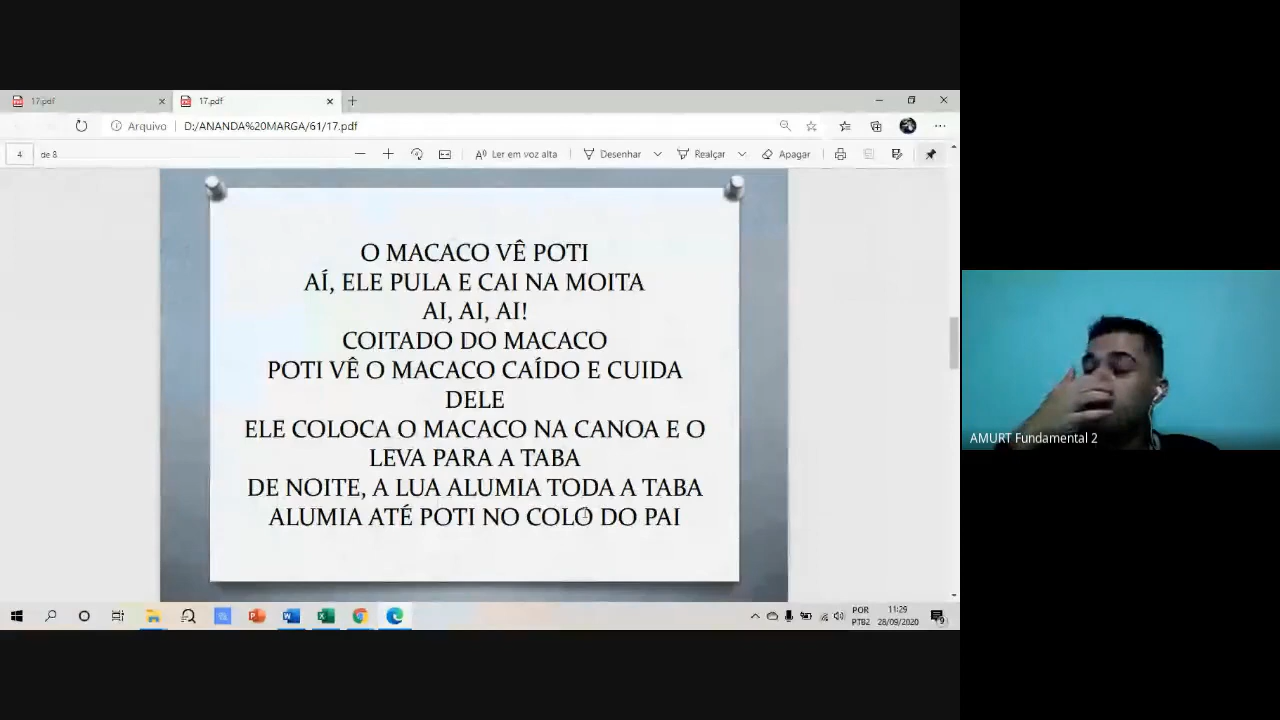 17.pdf
17.pdf
Arquivo
D:/ANANDA%20MARGA/61/17.pdf
4 de 8
Ler em voz alta
Desenhar
Realçar
Apagar
O MACACO VÊ POTI
AÍ, ELE PULA E CAI NA MOITA
AI, AI, AI!
COITADO DO MACACO
POTI VÊ O MACACO CAÍDO E CUIDA
DELE
ELE COLOCA O MACACO NA CANOA E O
LEVA PARA A TABA
DE NOITE, A LUA ALUMIA TODA A TABA
ALUMIA ATÉ POTI NO COLO DO PAI
AMURT Fundamental 2
POR
PTB2
11:29
28/09/2020